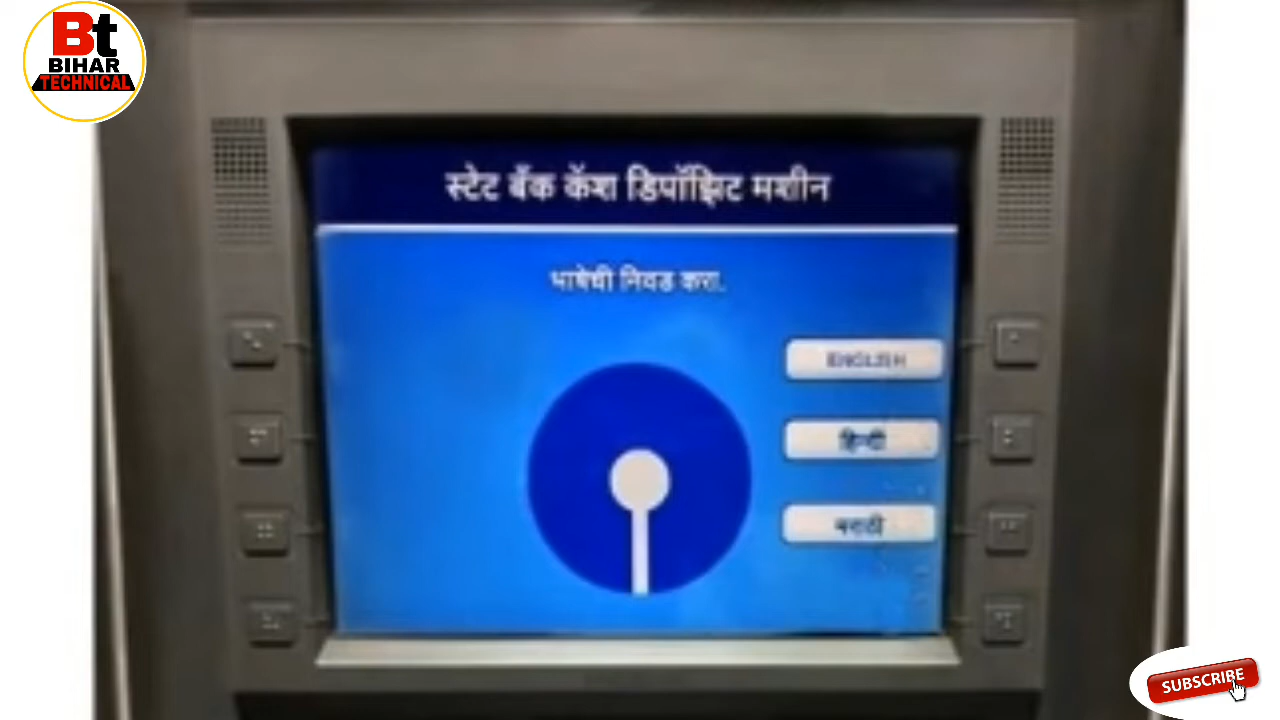 Bt
BIHAR
TECHNICAL
स्टेट बँक कॅश डिपॉझिट मशीन
भाषेची निवड करा.
ENGLISH
हिन्दी
मराठी
SUBSCRIBE